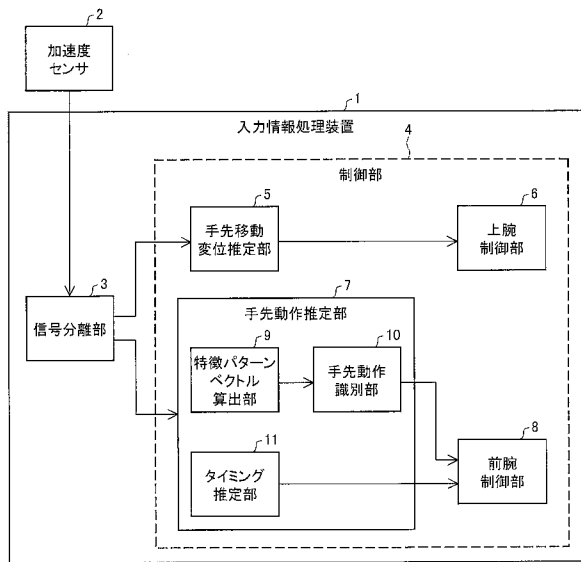 2
加速度
センサ
1
入力情報処理装置
4
制御部
5
手先移動
変位推定部
6
上腕
制御部
3
信号分離部
7
手先動作推定部
9
特徴パターン
ベクトル
算出部
10
手先動作
識別部
11
タイミング
推定部
8
前腕
制御部